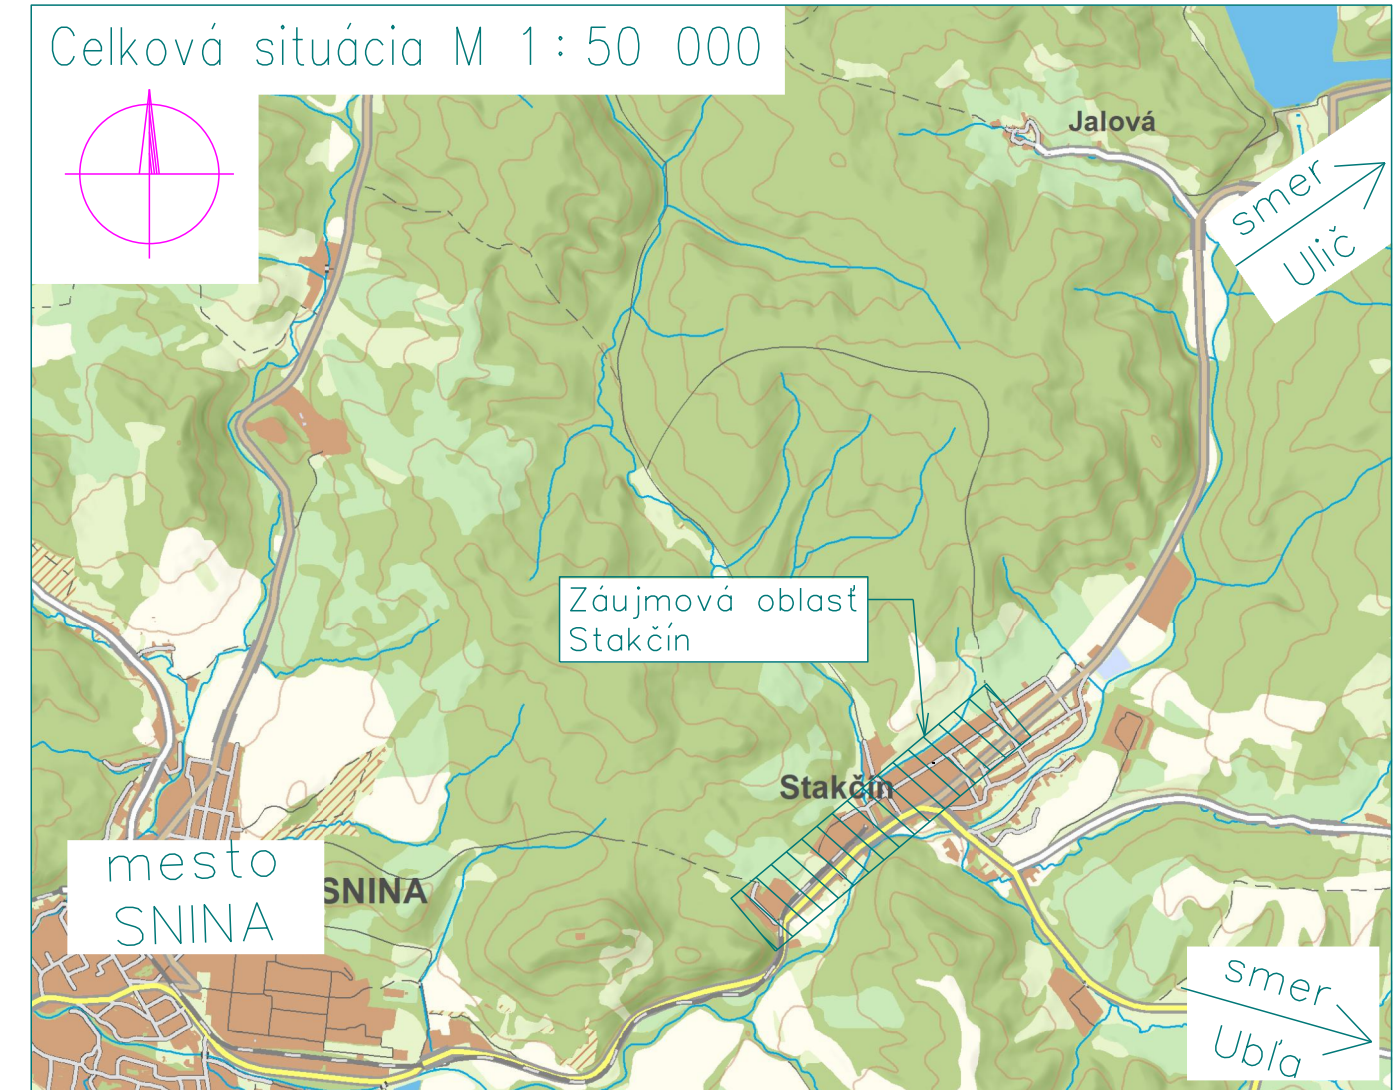 Celková situácia M 1:50 000
Jalová
smer
Ulič
Záujmová oblasť
Stakčín
Stakčín
mesto
SNINA
SNINA
smer
Ubľa